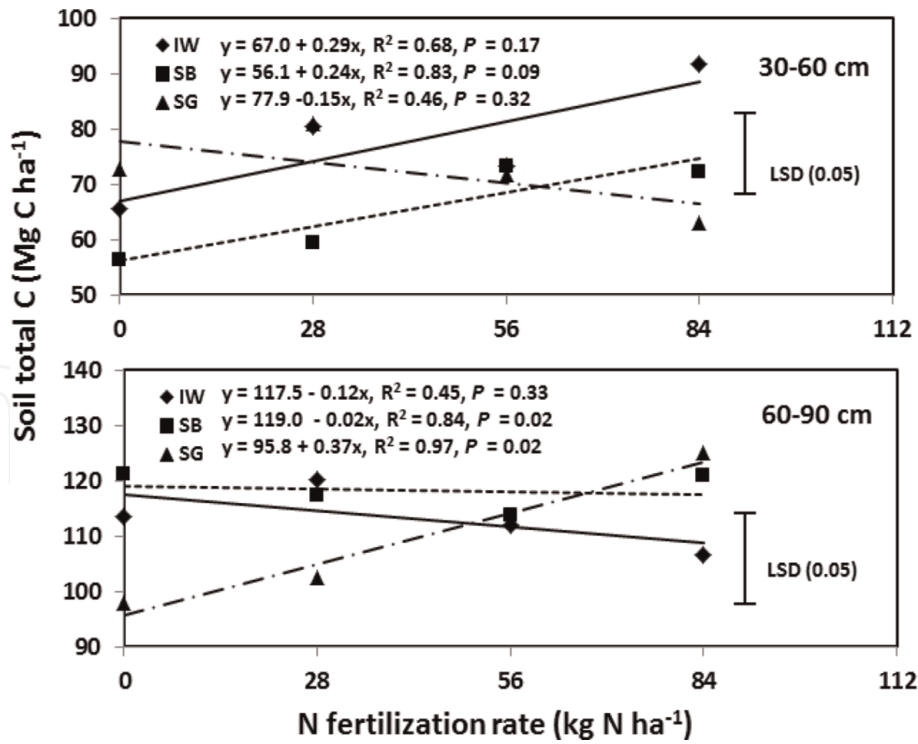 Soil total C (Mg C ha⁻¹)
100
90
80
70
60
50
IW y = 67.0 + 0.29x, R² = 0.68, P = 0.17
SB y = 56.1 + 0.24x, R² = 0.83, P = 0.09
SG y = 77.9 -0.15x, R² = 0.46, P = 0.32
30-60 cm
LSD (0.05)
0 28 56 84 112
140
130
120
110
100
90
IW y = 117.5 - 0.12x, R² = 0.45, P = 0.33
SB y = 119.0 - 0.02x, R² = 0.84, P = 0.02
SG y = 95.8 + 0.37x, R² = 0.97, P = 0.02
60-90 cm
LSD (0.05)
0 28 56 84 112
N fertilization rate (kg N ha⁻¹)